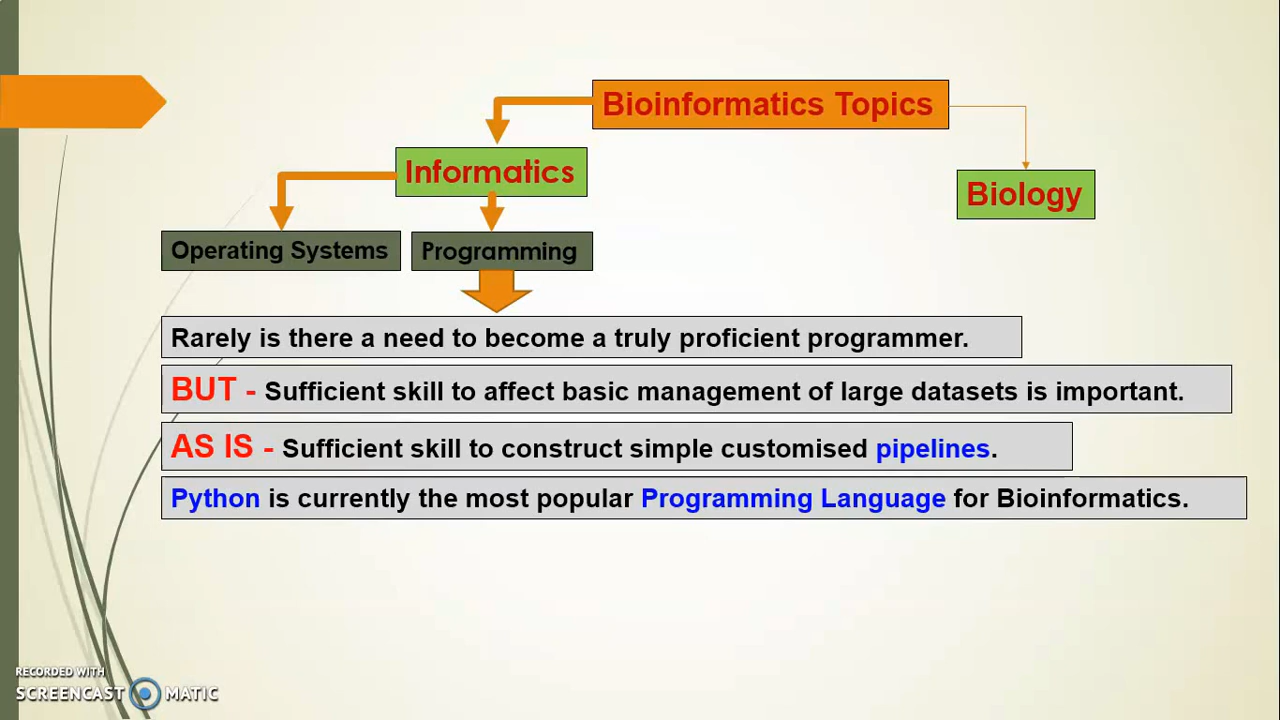 Bioinformatics Topics
Informatics
Biology
Operating Systems
Programming
Rarely is there a need to become a truly proficient programmer.
BUT - Sufficient skill to affect basic management of large datasets is important.
AS IS - Sufficient skill to construct simple customised pipelines.
Python is currently the most popular Programming Language for Bioinformatics.
RECORDED WITH
SCREENCAST MATIC